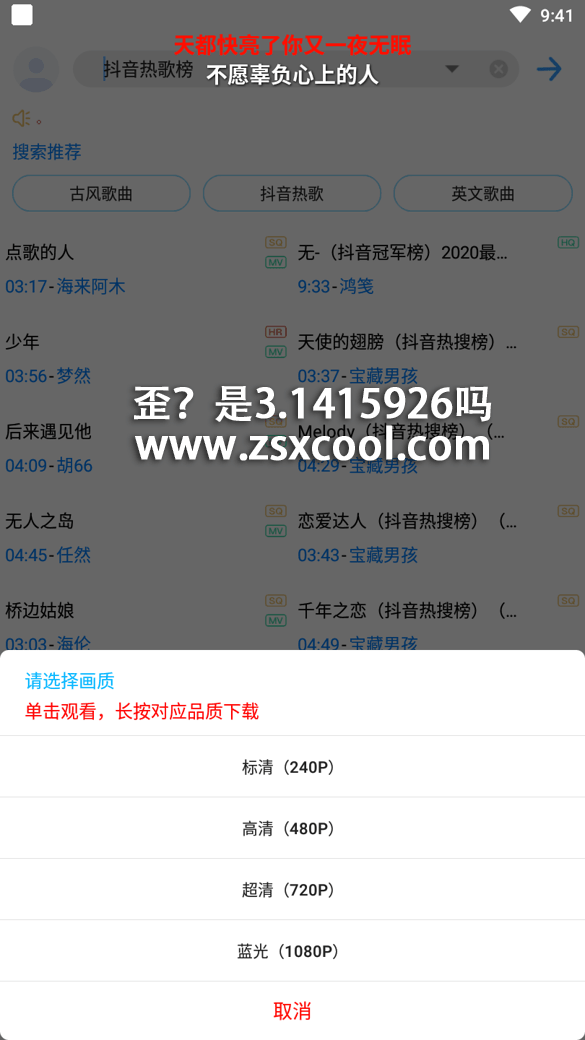 9:41
天都快亮了你又一夜无眠
抖音热歌榜
不愿辜负心上的人
。
搜索推荐
古风歌曲 抖音热歌 英文歌曲
点歌的人 SQ MV
03:17-海来阿木
无-（抖音冠军榜）2020最... HQ
9:33-鸿笺
少年 HR MV
03:56-梦然
天使的翅膀（抖音热搜榜）... SQ
03:37-宝藏男孩
歪？是3.1415926吗
www.zsxcool.com
后来遇见他 SQ
04:09-胡66
Melody（抖音热搜榜）（... SQ
04:29-宝藏男孩
无人之岛 SQ MV
04:45-任然
恋爱达人（抖音热搜榜）（... SQ
03:43-宝藏男孩
桥边姑娘 SQ MV
03:03-海伦
千年之恋（抖音热搜榜）（... SQ
04:49-宝藏男孩
请选择画质
单击观看，长按对应品质下载
标清（240P）
高清（480P）
超清（720P）
蓝光（1080P）
取消